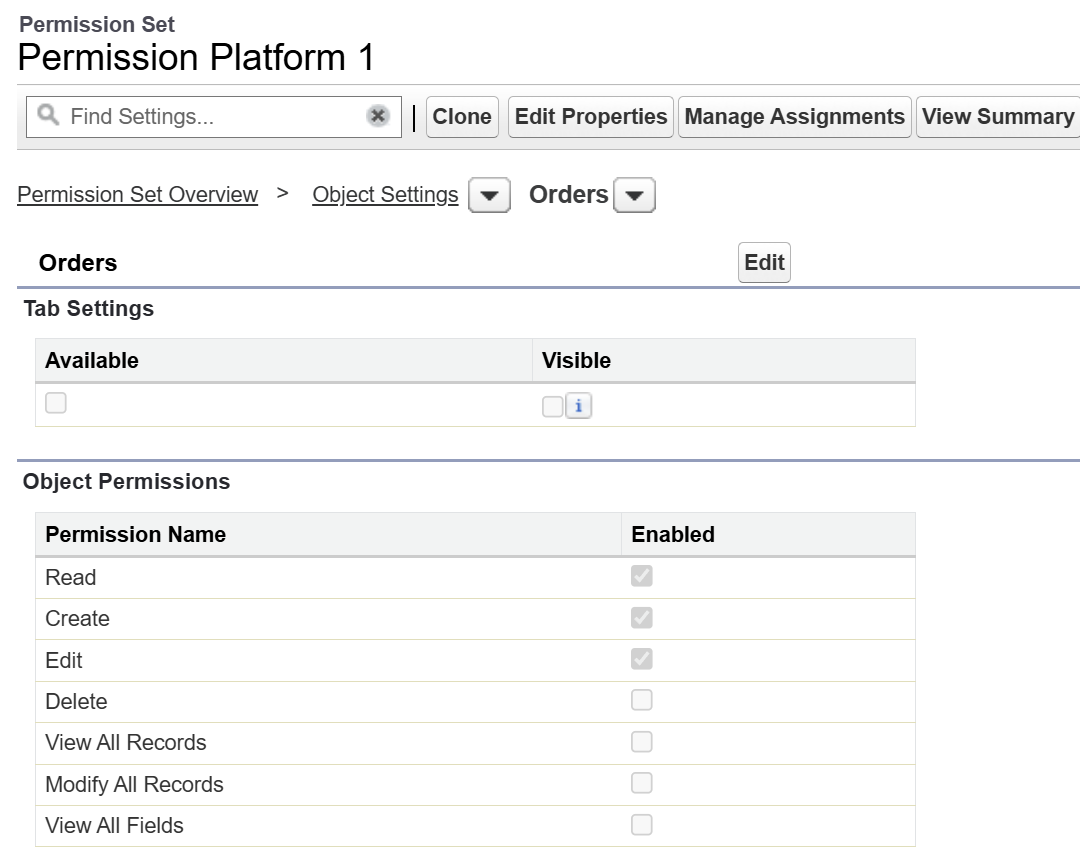 Permission Set
Permission Platform 1
Find Settings... Clone Edit Properties Manage Assignments View Summary
Permission Set Overview > Object Settings Orders
Orders Edit
Tab Settings
Available Visible
i
Object Permissions
Permission Name Enabled
Read
Create
Edit
Delete
View All Records
Modify All Records
View All Fields